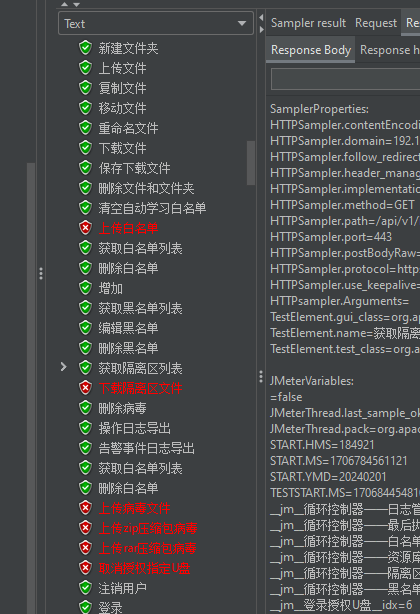 Text
新建文件夹
上传文件
复制文件
移动文件
重命名文件
下载文件
保存下载文件
删除文件和文件夹
清空自动学习白名单
上传白名单
获取白名单列表
删除白名单
增加
获取黑名单列表
编辑黑名单
删除黑名单
获取隔离区列表
下载隔离区文件
删除病毒
操作日志导出
告警事件日志导出
获取白名单列表
删除白名单
上传病毒文件
上传zip压缩包病毒
上传rar压缩包病毒
取消授权指定U盘
注销用户
登录
Sampler result Request Re
Response Body Response h
SamplerProperties:
HTTPSampler.contentEncodi
HTTPSampler.domain=192.1
HTTPSampler.follow_redirect
HTTPSampler.header_manag
HTTPSampler.implementatio
HTTPSampler.method=GET
HTTPSampler.path=/api/v1/
HTTPSampler.port=443
HTTPSampler.postBodyRaw=
HTTPSampler.protocol=http
HTTPSampler.use_keepalive=
HTTPsampler.Arguments=
TestElement.gui_class=org.ap
TestElement.name=获取隔离
TestElement.test_class=org.a
JMeterVariables:
=false
JMeterThread.last_sample_ok
JMeterThread.pack=org.apac
START.HMS=184921
START.MS=1706784561121
START.YMD=20240201
TESTSTART.MS=17068445481
__jm__循环控制器——日志管
__jm__循环控制器——最后执
__jm__循环控制器——白名单
__jm__循环控制器——资源库
__jm__循环控制器——隔离区
__jm__循环控制器——黑名单
__jm__登录授权U盘__idx=6